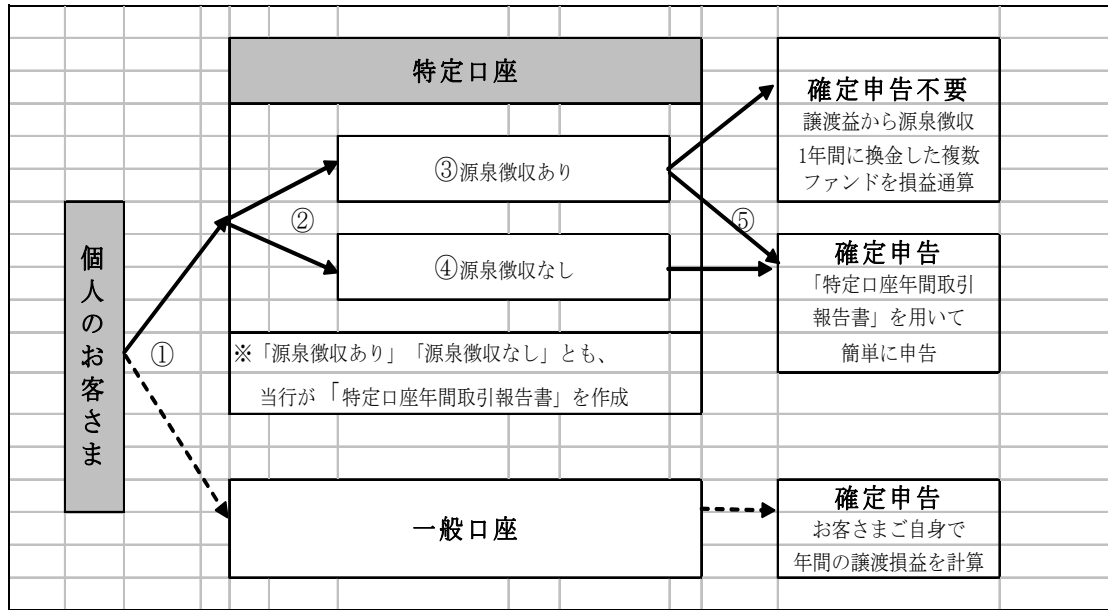 特定口座
③源泉徴収あり
②
④源泉徴収なし
※「源泉徴収あり」「源泉徴収なし」とも、
当行が「特定口座年間取引報告書」を作成
個人のお客さま
①
一般口座
確定申告不要
譲渡益から源泉徴収
1年間に換金した複数
ファンドを損益通算
⑤
確定申告
「特定口座年間取引
報告書」を用いて
簡単に申告
確定申告
お客さまご自身で
年間の譲渡損益を計算